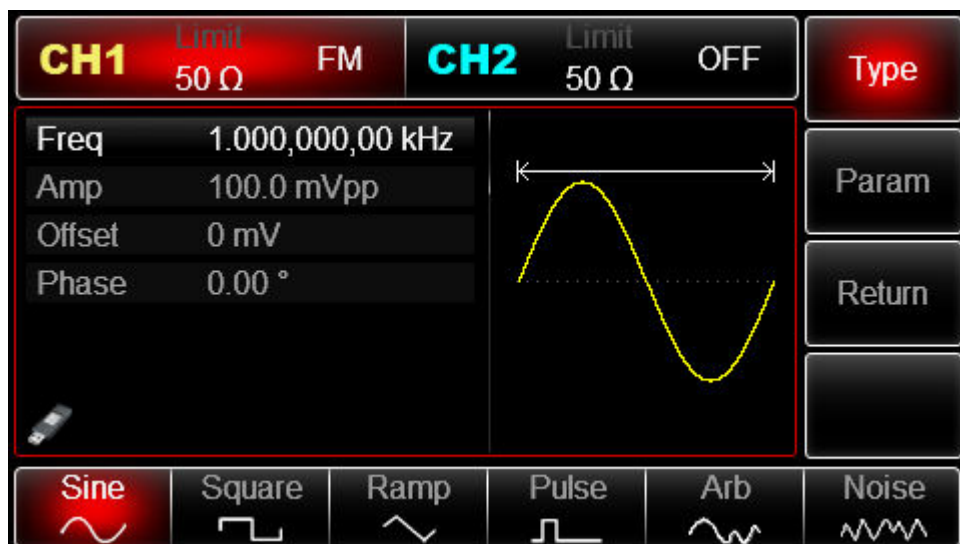 CH1 Limit 50 Ω FM CH2 Limit 50 Ω OFF Type
Freq 1.000,000,00 kHz
Amp 100.0 mVpp
Offset 0 mV
Phase 0.00 °
Param
Return
Sine Square Ramp Pulse Arb Noise